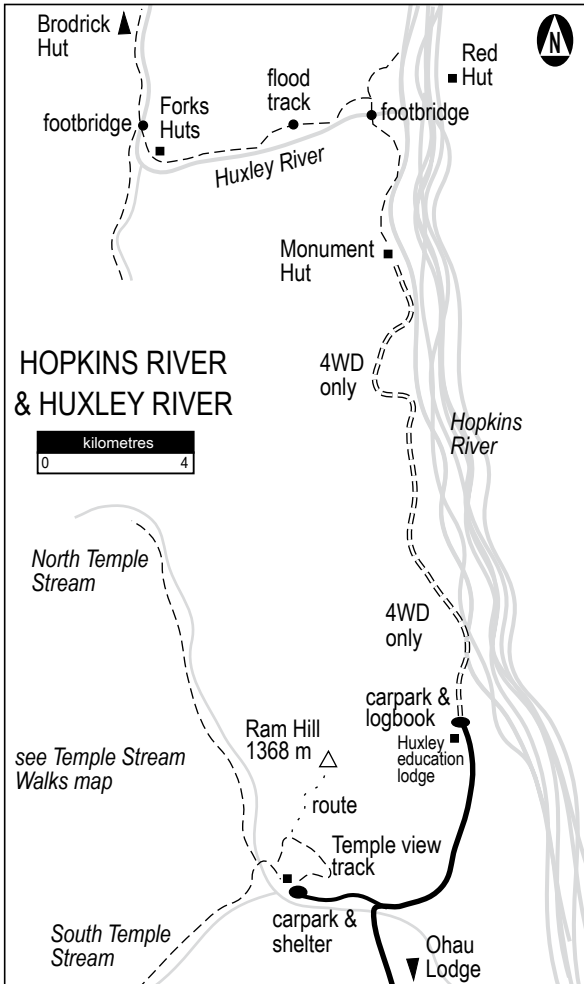 Brodrick
Hut
N
Red
Hut
flood
track
footbridge
Forks
Huts
footbridge
Huxley River
Monument
Hut
HOPKINS RIVER
& HUXLEY RIVER
4WD
only
kilometres
0 4
Hopkins
River
North Temple
Stream
4WD
only
carpark &
logbook
Ram Hill
1368 m
Huxley
education
lodge
see Temple Stream
Walks map
route
Temple view
track
carpark &
shelter
South Temple
Stream
Ohau
Lodge